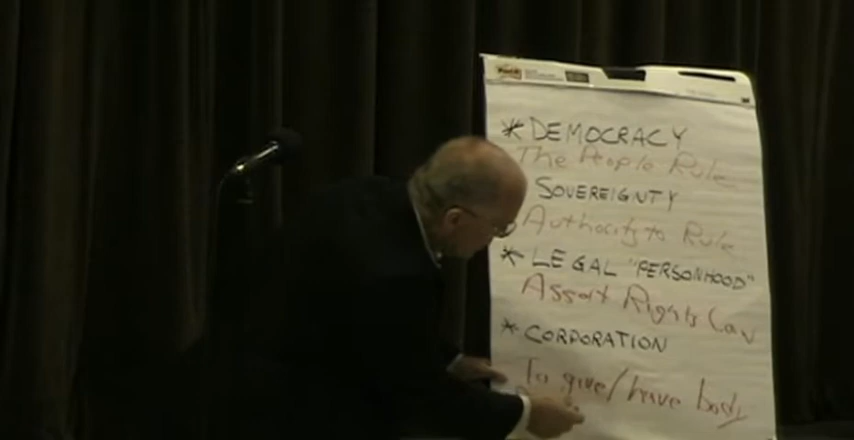 * DEMOCRACY
The People Rule
SOVEREIGNTY
Authority to Rule
* LEGAL "PERSONHOOD"
Assert Rights Law
* CORPORATION
To give/have body